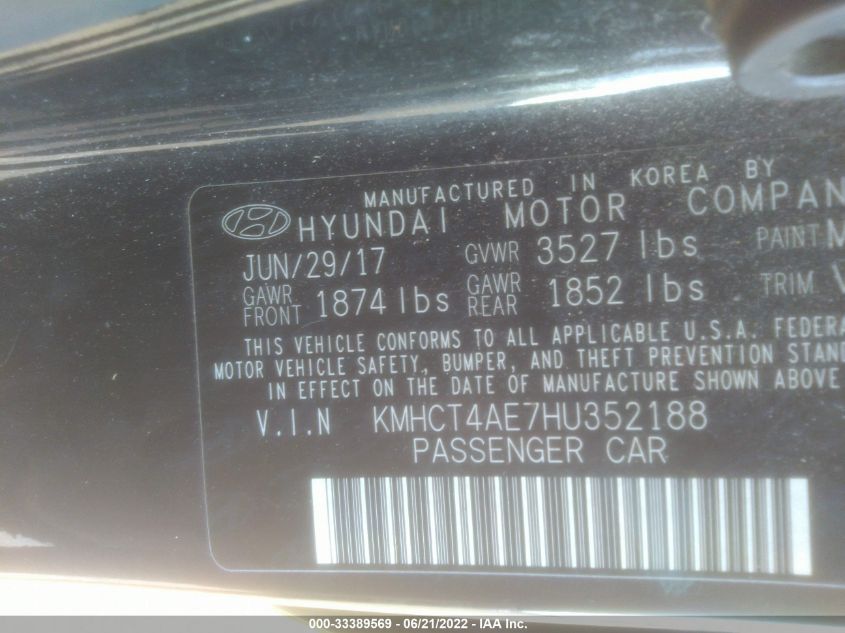 MANUFACTURED IN KOREA BY
HYUNDAI MOTOR COMPAN
JUN/29/17 GVWR 3527 lbs PAINT M
GAWR FRONT 1874 lbs GAWR REAR 1852 lbs TRIM V
THIS VEHICLE CONFORMS TO ALL APPLICABLE U.S.A. FEDERA
MOTOR VEHICLE SAFETY, BUMPER, AND THEFT PREVENTION STAND
IN EFFECT ON THE DATE OF MANUFACTURE SHOWN ABOVE
V.I.N KMHCT4AE7HU352188
PASSENGER CAR
000-33389569 - 06/21/2022 - IAAI, Inc.